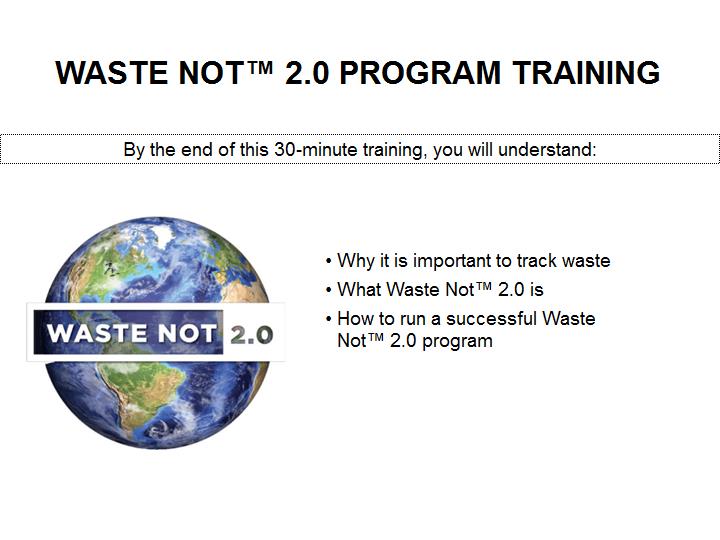 WASTE NOT™ 2.0 PROGRAM TRAINING
By the end of this 30-minute training, you will understand:
WASTE NOT 2.0
• Why it is important to track waste
• What Waste Not™ 2.0 is
• How to run a successful Waste
Not™ 2.0 program